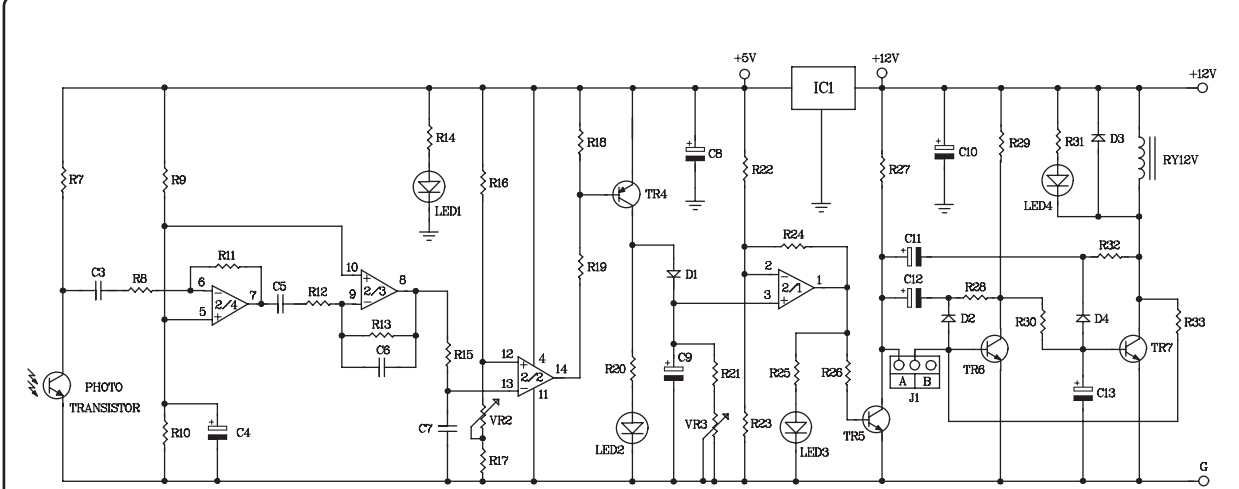 +5V
+12V
+12V
IC1
R7
R9
R14
LED1
R16
R18
TR4
C8
R22
R27
C10
R29
R31
LED4
D3
RY12V
R11
C3
R8
6
5
2/4
7
C5
R12
10
9
2/3
8
R13
C6
R15
R19
D1
R24
2
3
2/1
1
C11
C12
R32
R28
D2
R30
D4
R33
PHOTO
TRANSISTOR
R10
C4
C7
12
13
2/2
4
11
14
VR2
R17
R20
LED2
C9
R21
VR3
R23
R25
LED3
R26
TR5
A
B
J1
TR6
TR7
C13
G
+
-